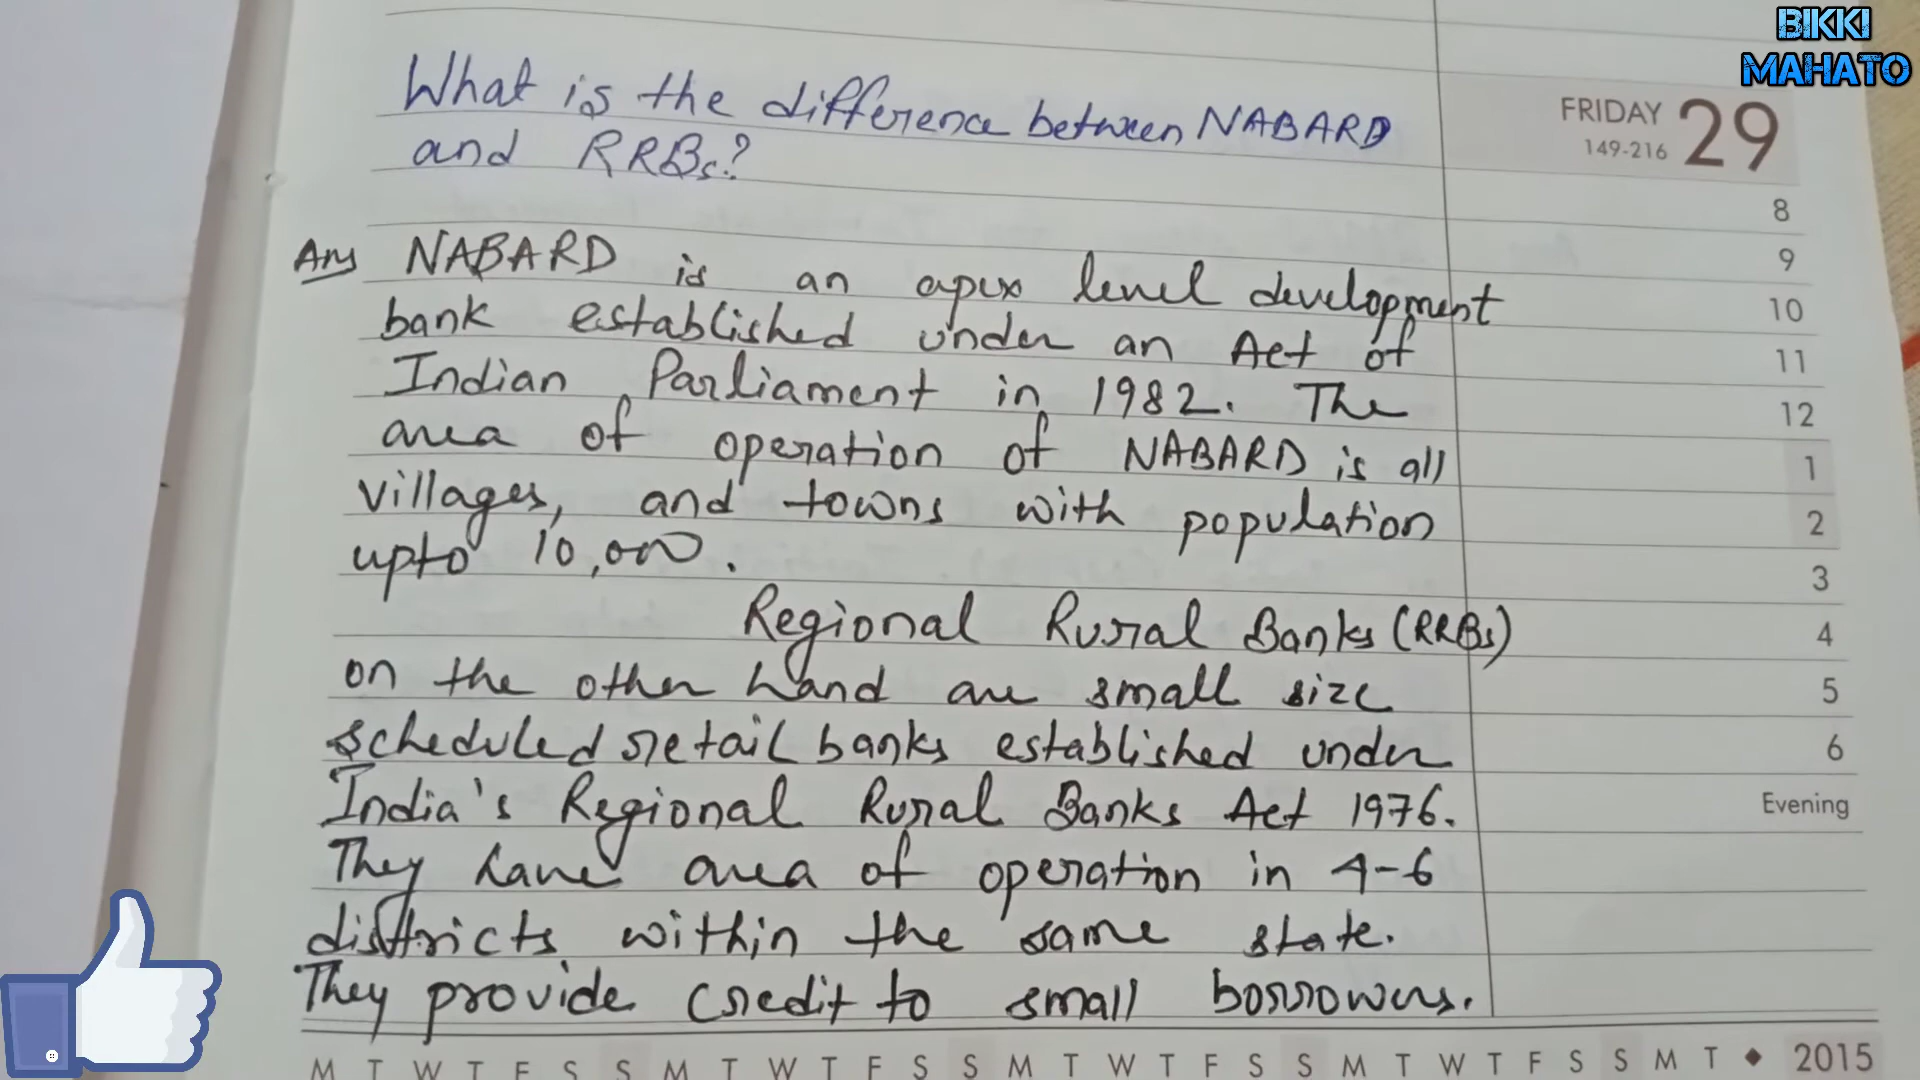 BIKKI
MAHATO
What is the difference between NABARD
and RRBs?
FRIDAY 29
149-216
Ans NABARD is an apex level development
bank established under an Act of
Indian Parliament in 1982. The
area of operation of NABARD is all
villages, and towns with population
upto 10,000.
Regional Rural Banks (RRBs)
on the other hand are small size
scheduled retail banks established under
India's Regional Rural Banks Act 1976.
They have area of operation in 4-6
districts within the same state.
They provide credit to small borrowers.
8
9
10
11
12
1
2
3
4
5
6
Evening
M T W T F S S M T W T F S S M T W T F S S M T W T F S S M T ◆ 2015